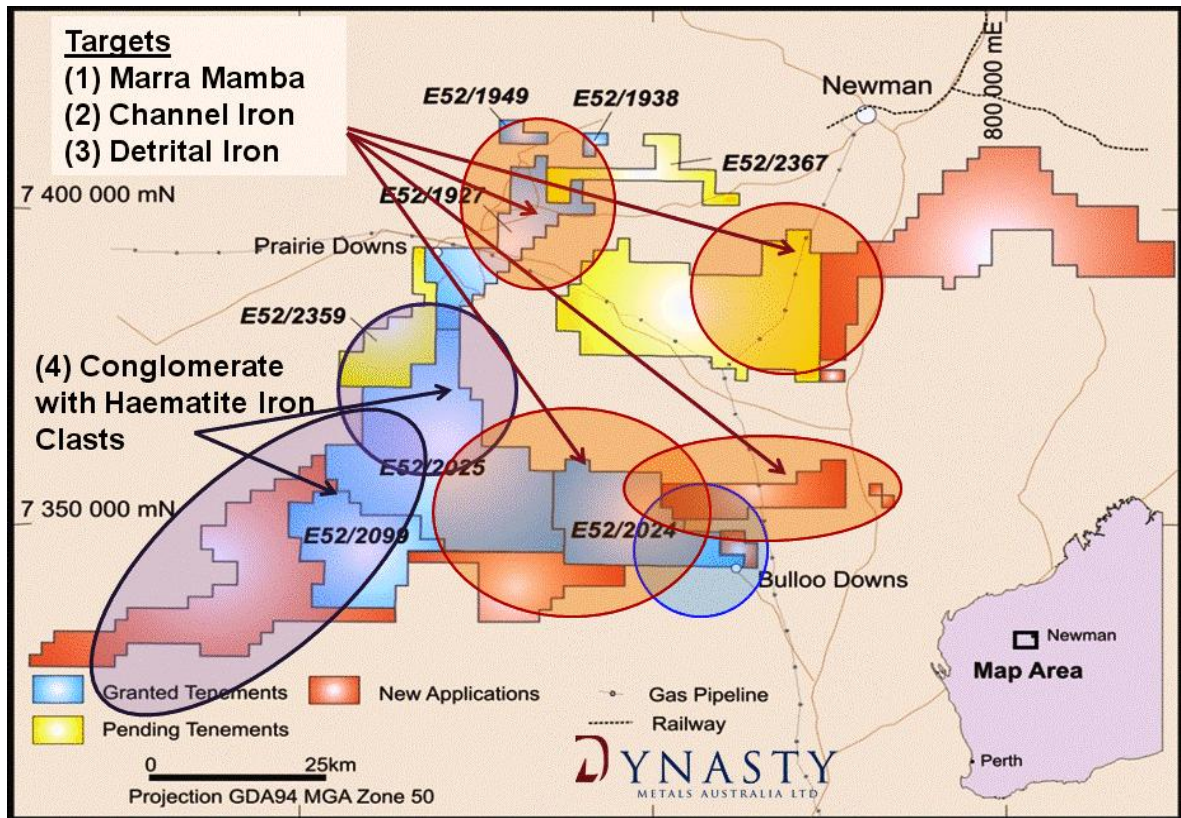 Targets
(1) Marra Mamba
(2) Channel Iron
(3) Detrital Iron
E52/1949
E52/1938
Newman
800 000 mE
E52/2367
7 400 000 mN
E52/1927
Prairie Downs
E52/2359
(4) Conglomerate
with Haematite Iron
Clasts
E52/2025
7 350 000 mN
E52/2099
E52/2024
Bulloo Downs
Newman
Map Area
Perth
Granted Tenements
New Applications
Gas Pipeline
Railway
Pending Tenements
0 25km
Projection GDA94 MGA Zone 50
DYNASTY
METALS AUSTRALIA LTD